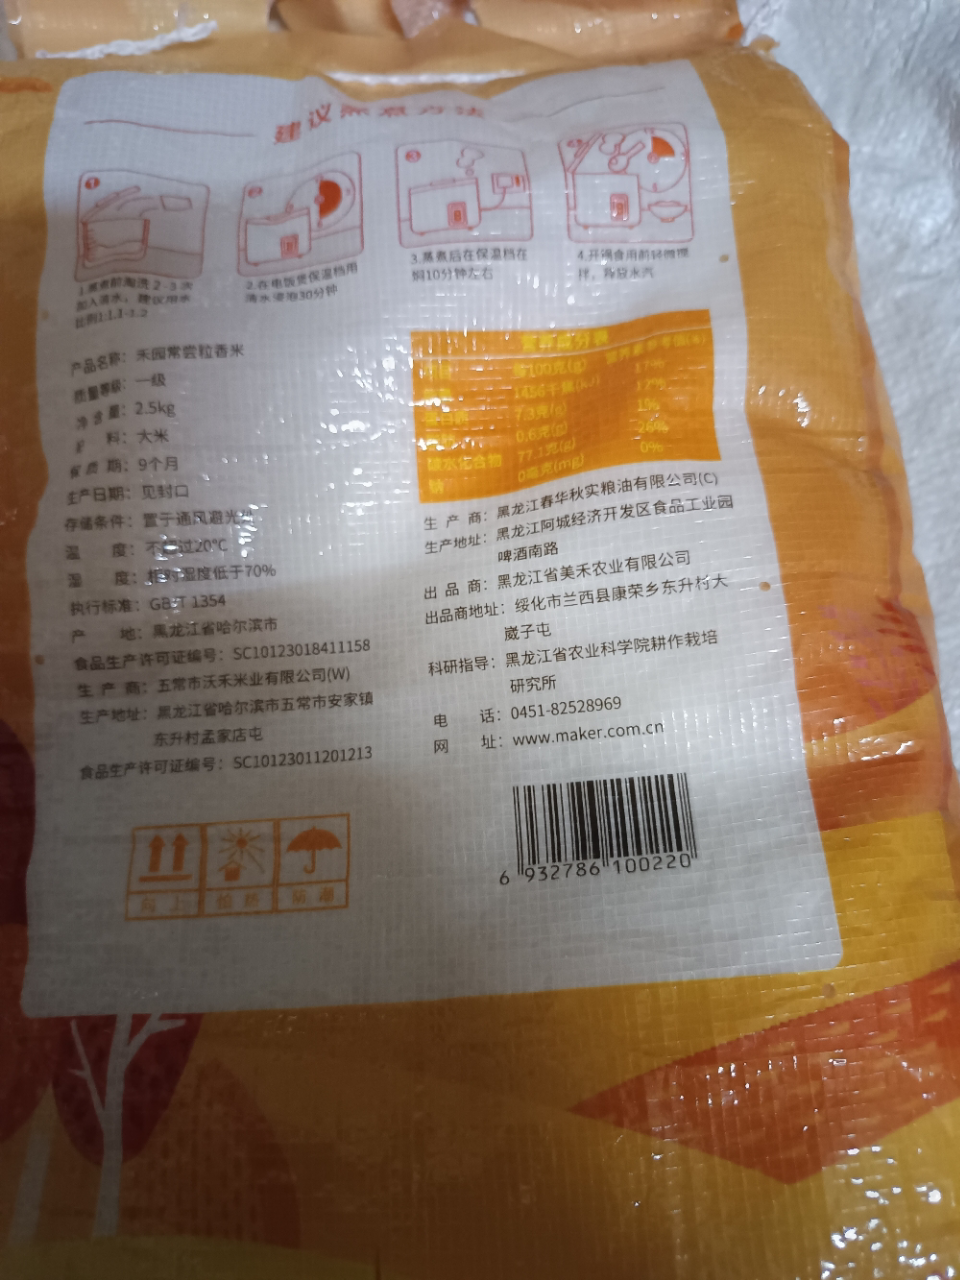 建议蒸煮方法
1.蒸煮前淘洗2-3次
加入清水，建议用水
比例1:1.1-1.2
2.在电饭煲保温档用
清水浸泡30分钟
3.蒸煮后在保温档在
焖10分钟左右
4.开锅食用前轻微搅
拌，释放水汽
产品名称：禾园常尝粒香米
质量等级：一级
净含量：2.5kg
料：大米
保质期：9个月
生产日期：见封口
存储条件：置于通风避光处
温度：不超过20℃
湿度：相对湿度低于70%
执行标准：GB/T 1354
产地：黑龙江省哈尔滨市
食品生产许可证编号：SC10123018411158
生产商：五常市沃禾米业有限公司(W)
生产地址：黑龙江省哈尔滨市五常市安家镇
东升村孟家店屯
食品生产许可证编号：SC10123011201213
营养成分表
每100克(g) 营养素参考值(%)
1456千焦(kJ) 17%
蛋白质 7.3克(g) 12%
0.6克(g) 1%
碳水化合物 77.1克(g) 26%
钠 0毫克(mg) 0%
生产商：黑龙江春华秋实粮油有限公司(C)
生产地址：黑龙江阿城经济开发区食品工业园
啤酒南路
出品商：黑龙江省美禾农业有限公司
出品商地址：绥化市兰西县康荣乡东升村大
崴子屯
科研指导：黑龙江省农业科学院耕作栽培
研究所
电话：0451-82528969
网址：www.maker.com.cn
向上 怕热 防潮
6 932786 100220